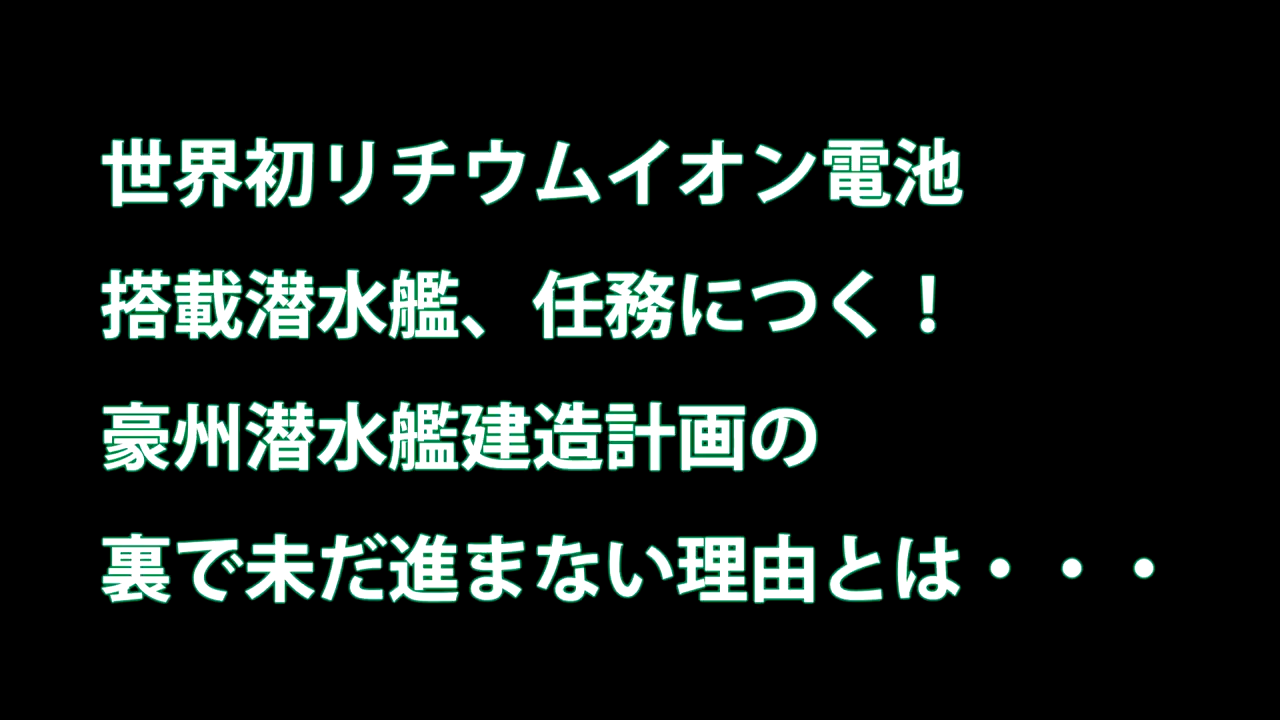 世界初リチウムイオン電池
搭載潜水艦、任務につく！
豪州潜水艦建造計画の
裏で未だ進まない理由とは・・・